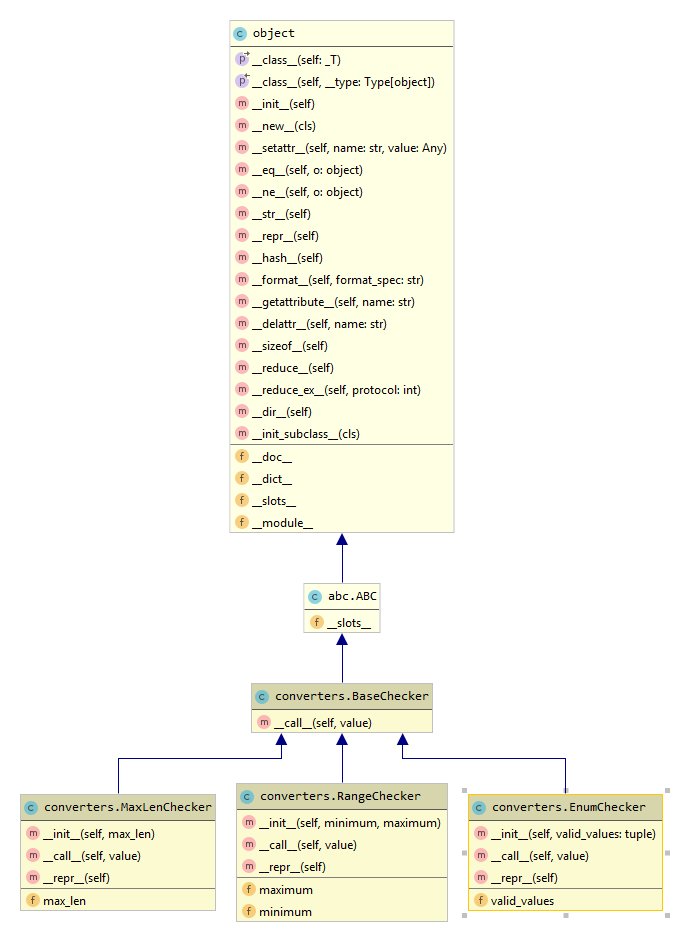 c object
p __class__(self: _T)
p __class__(self, __type: Type[object])
m __init__(self)
m __new__(cls)
m __setattr__(self, name: str, value: Any)
m __eq__(self, o: object)
m __ne__(self, o: object)
m __str__(self)
m __repr__(self)
m __hash__(self)
m __format__(self, format_spec: str)
m __getattribute__(self, name: str)
m __delattr__(self, name: str)
m __sizeof__(self)
m __reduce__(self)
m __reduce_ex__(self, protocol: int)
m __dir__(self)
m __init_subclass__(cls)
f __doc__
f __dict__
f __slots__
f __module__
c abc.ABC
f __slots__
c converters.BaseChecker
m __call__(self, value)
c converters.MaxLenChecker
m __init__(self, max_len)
m __call__(self, value)
m __repr__(self)
f max_len
c converters.RangeChecker
m __init__(self, minimum, maximum)
m __call__(self, value)
m __repr__(self)
f maximum
f minimum
c converters.EnumChecker
m __init__(self, valid_values: tuple)
m __call__(self, value)
m __repr__(self)
f valid_values